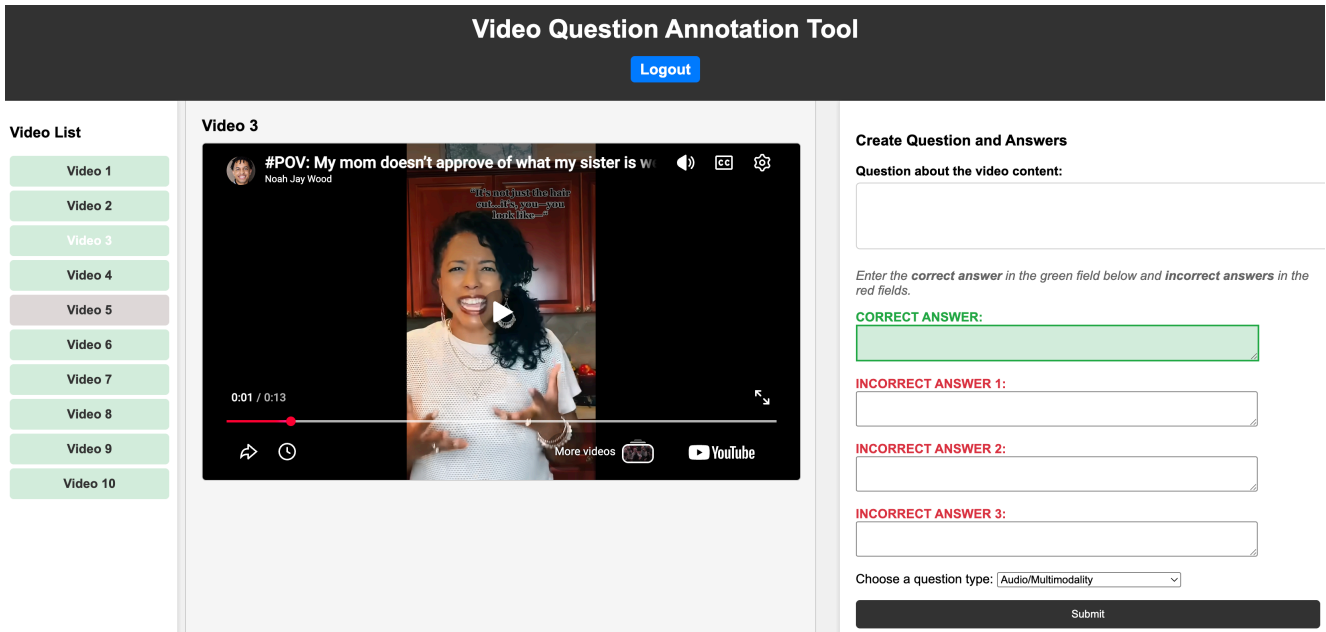 Video Question Annotation Tool
Logout
Video List
Video 1
Video 2
Video 3
Video 4
Video 5
Video 6
Video 7
Video 8
Video 9
Video 10
Video 3
#POV: My mom doesn't approve of what my sister is we
Noah Jay Wood
"It's not just the hair
cut...it's, you—you
look like—"
0:01 / 0:13
More videos
YouTube
Create Question and Answers
Question about the video content:
Enter the correct answer in the green field below and incorrect answers in the
red fields.
CORRECT ANSWER:
INCORRECT ANSWER 1:
INCORRECT ANSWER 2:
INCORRECT ANSWER 3:
Choose a question type: Audio/Multimodality
Submit